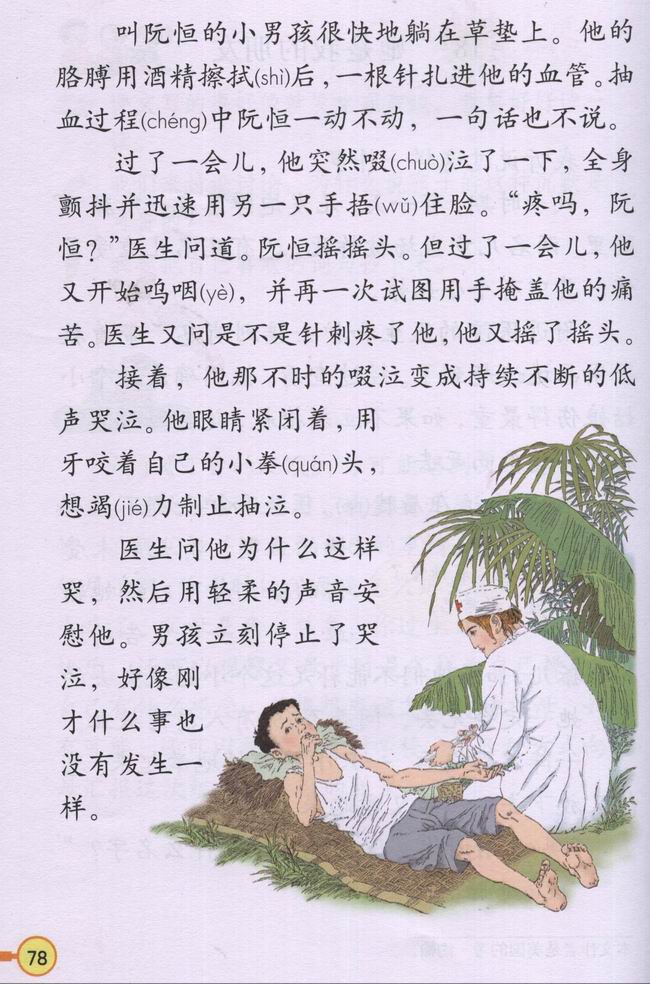 叫阮恒的小男孩很快地躺在草垫上。他的
胳膊用酒精擦拭(shì)后，一根针扎进他的血管。抽
血过程(chéng)中阮恒一动不动，一句话也不说。
过了一会儿，他突然啜(chuò)泣了一下，全身
颤抖并迅速用另一只手捂(wǔ)住脸。“疼吗，阮
恒？”医生问道。阮恒摇摇头。但过了一会儿，他
又开始呜咽(yè)，并再一次试图用手掩盖他的痛
苦。医生又问是不是针刺疼了他，他又摇了摇头。
接着，他那不时的啜泣变成持续不断的低
声哭泣。他眼睛紧闭着，用
牙咬着自己的小拳(quán)头，
想竭(jié)力制止抽泣。
医生问他为什么这样
哭，然后用轻柔的声音安
慰他。男孩立刻停止了哭
泣，好像刚
才什么事也
没有发生一
样。
78